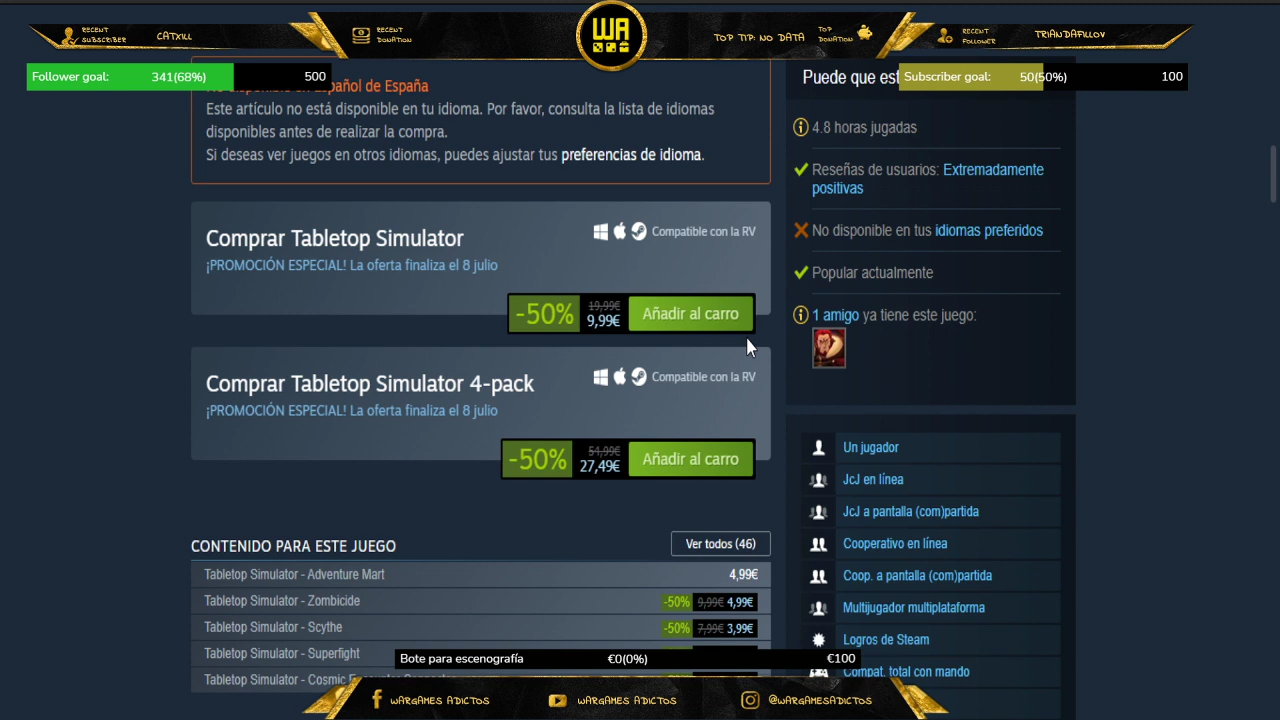 RECENT
SUBSCRIBER
CATXILL
RECENT
DONATION
WA
TOP TIP: NO DATA
TOP
DONATION
RECENT
FOLLOWER
TRIANDAFILLOV
Follower goal: 341(68%) 500
Subscriber goal: 50(50%) 100
Español de España
Este artículo no está disponible en tu idioma. Por favor, consulta la lista de idiomas
disponibles antes de realizar la compra.
Si deseas ver juegos en otros idiomas, puedes ajustar tus preferencias de idioma.
Comprar Tabletop Simulator
Compatible con la RV
¡PROMOCIÓN ESPECIAL! La oferta finaliza el 8 julio
-50% 19,99€ 9,99€ Añadir al carro
Comprar Tabletop Simulator 4-pack
Compatible con la RV
¡PROMOCIÓN ESPECIAL! La oferta finaliza el 8 julio
-50% 54,99€ 27,49€ Añadir al carro
CONTENIDO PARA ESTE JUEGO
Ver todos (46)
Tabletop Simulator - Adventure Mart 4,99€
Tabletop Simulator - Zombicide -50% 9,99€ 4,99€
Tabletop Simulator - Scythe -50% 7,99€ 3,99€
Tabletop Simulator - Superfight
Tabletop Simulator - Cosmic
Puede que
4.8 horas jugadas
Reseñas de usuarios: Extremadamente
positivas
No disponible en tus idiomas preferidos
Popular actualmente
1 amigo ya tiene este juego:
Un jugador
JcJ en línea
JcJ a pantalla (com)partida
Cooperativo en línea
Coop. a pantalla (com)partida
Multijugador multiplataforma
Logros de Steam
Compat. total con mando
Bote para escenografía €0(0%) €100
WARGAMES ADICTOS
WARGAMES ADICTOS
@WARGAMESADICTOS